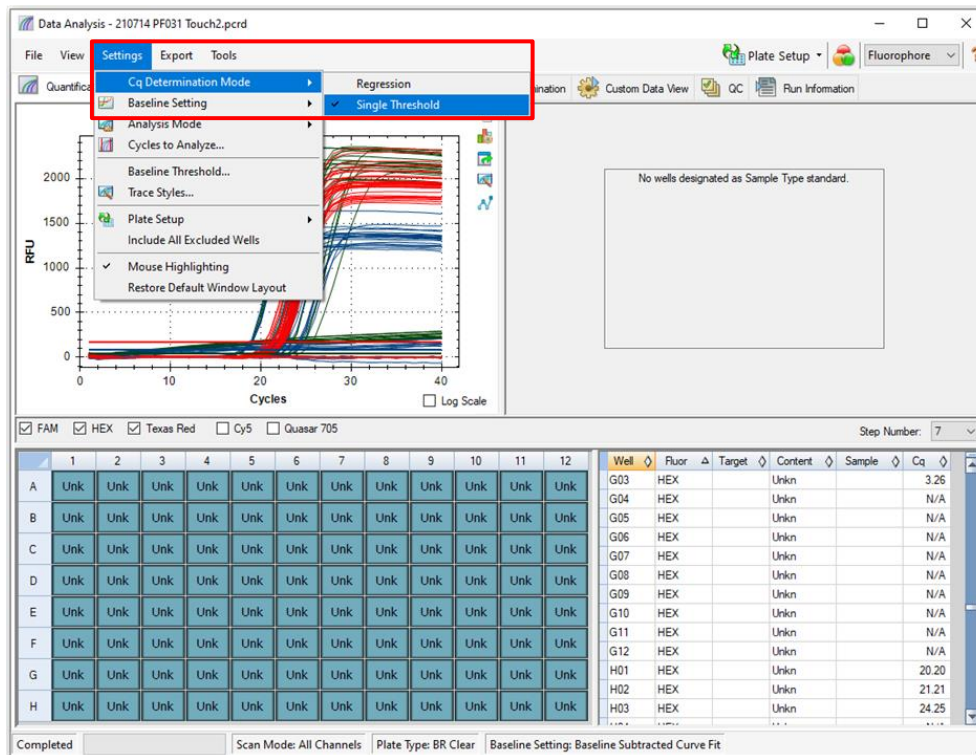 Data Analysis - 210714 PF031 Touch2.pcrd
File View Settings Export Tools Plate Setup Fluorophore
Quantifica ination Custom Data View QC Run Information
Cq Determination Mode
Baseline Setting
Analysis Mode
Cycles to Analyze...
Baseline Threshold...
Trace Styles...
Plate Setup
Include All Excluded Wells
Mouse Highlighting
Restore Default Window Layout
Regression
Single Threshold
2000
1500
1000
500
0
RFU
0 10 20 30 40
Cycles
Log Scale
No wells designated as Sample Type standard.
FAM HEX Texas Red Cy5 Quasar 705 Step Number: 7
1 2 3 4 5 6 7 8 9 10 11 12
A Unk Unk Unk Unk Unk Unk Unk Unk Unk Unk Unk Unk
B Unk Unk Unk Unk Unk Unk Unk Unk Unk Unk Unk Unk
C Unk Unk Unk Unk Unk Unk Unk Unk Unk Unk Unk Unk
D Unk Unk Unk Unk Unk Unk Unk Unk Unk Unk Unk Unk
E Unk Unk Unk Unk Unk Unk Unk Unk Unk Unk Unk Unk
F Unk Unk Unk Unk Unk Unk Unk Unk Unk Unk Unk Unk
G Unk Unk Unk Unk Unk Unk Unk Unk Unk Unk Unk Unk
H Unk Unk Unk Unk Unk Unk Unk Unk Unk Unk Unk Unk
Well Fluor Target Content Sample Cq
G03 HEX Unkn 3.26
G04 HEX Unkn N/A
G05 HEX Unkn N/A
G06 HEX Unkn N/A
G07 HEX Unkn N/A
G08 HEX Unkn N/A
G09 HEX Unkn N/A
G10 HEX Unkn N/A
G11 HEX Unkn N/A
G12 HEX Unkn N/A
H01 HEX Unkn 20.20
H02 HEX Unkn 21.21
H03 HEX Unkn 24.25
Completed Scan Mode: All Channels Plate Type: BR Clear Baseline Setting: Baseline Subtracted Curve Fit